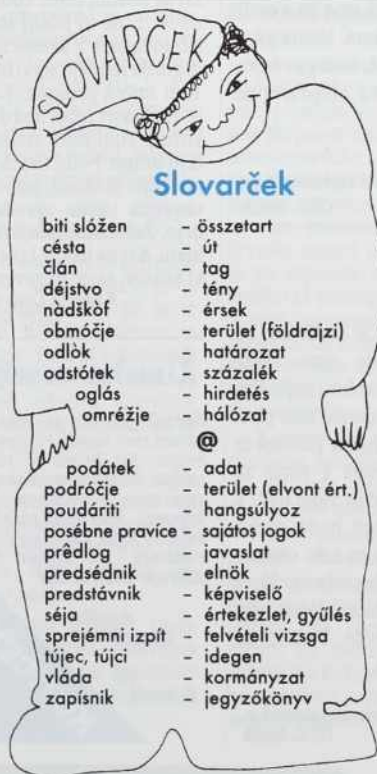 SLOVARČEK
Slovarček
biti slóžen - összetart
césta - út
člán - tag
déjstvo - tény
nàdškòf - érsek
obmóčje - terület (földrajzi)
odlòk - határozat
odstótek - százalék
oglás - hirdetés
omréžje - hálózat
@
podátek - adat
podróčje - terület (elvont ért.)
poudáriti - hangsúlyoz
posébne pravíce - sajátos jogok
prêdlog - javaslat
predsédnik - elnök
predstávnik - képviselő
séja - értekezlet, gyűlés
sprejémni izpít - felvételi vizsga
tújec, tújci - idegen
vláda - kormányzat
zapísnik - jegyzőkönyv